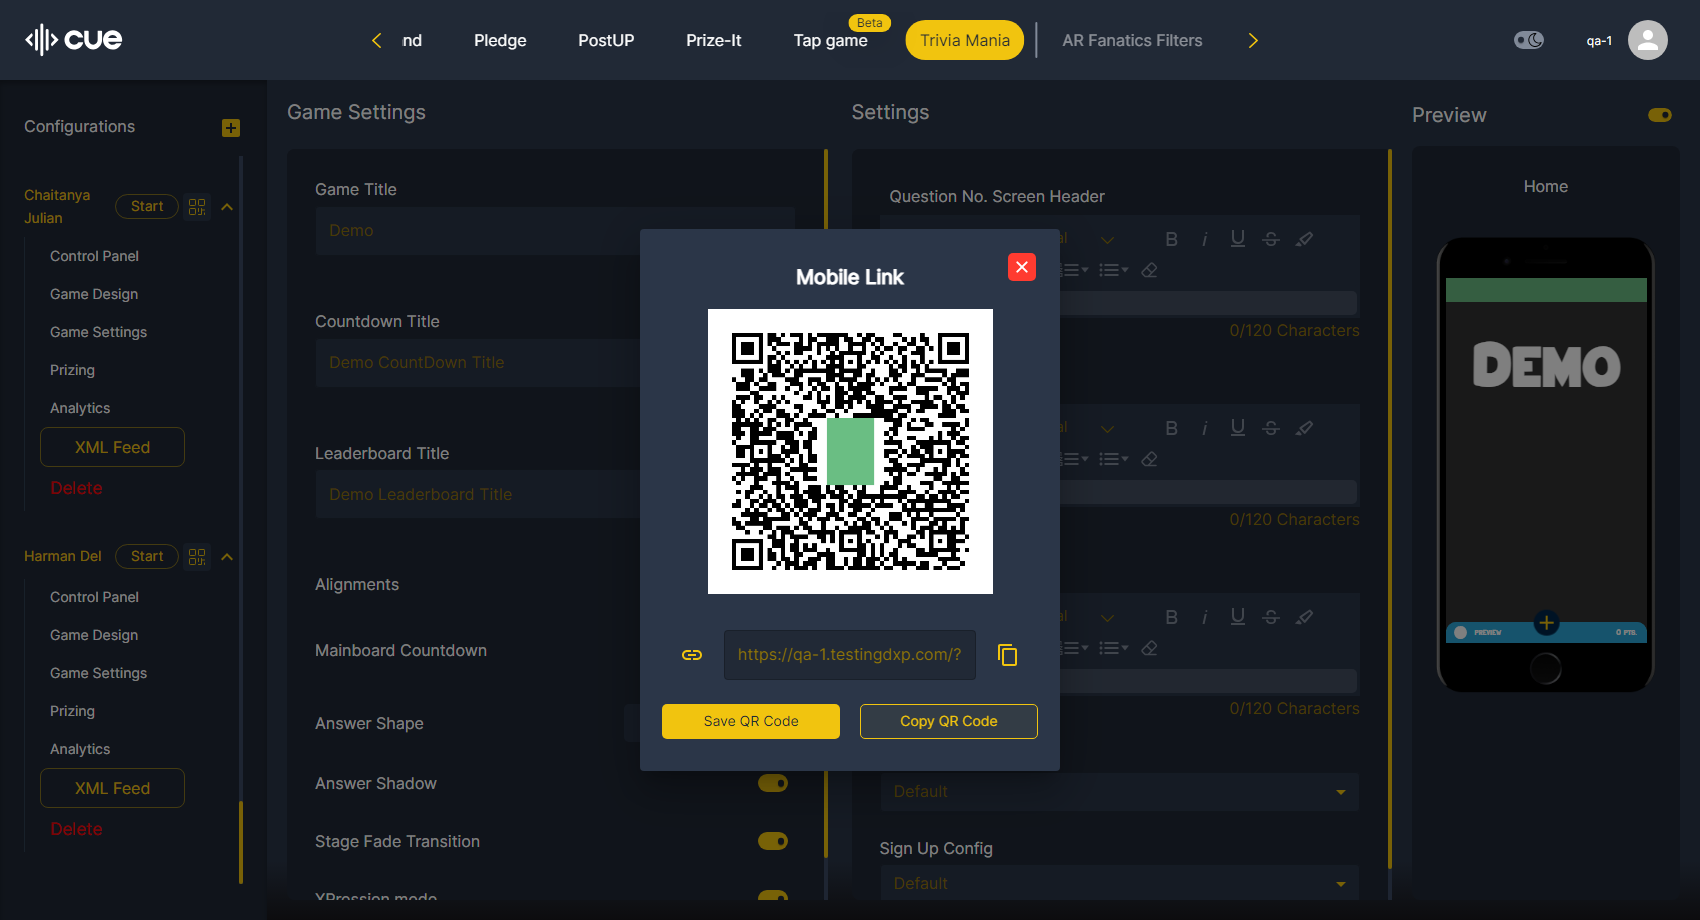 cue
Pledge
PostUP
Prize-It
Tap game
Beta
Trivia Mania
AR Fanatics Filters
qa-1
Configurations
Chaitanya
Julian
Start
Control Panel
Game Design
Game Settings
Prizing
Analytics
XML Feed
Delete
Harman Del
Start
Control Panel
Game Design
Game Settings
Prizing
Analytics
XML Feed
Delete
Game Settings
Game Title
Demo
Countdown Title
Demo CountDown Title
Leaderboard Title
Demo Leaderboard Title
Alignments
Mainboard Countdown
Answer Shape
Answer Shadow
Stage Fade Transition
XPression mode
Mobile Link
https://qa-1.testingdxp.com/?
Save QR Code
Copy QR Code
Settings
Question No. Screen Header
0/120 Characters
0/120 Characters
0/120 Characters
Default
Sign Up Config
Default
Preview
Home
DEMO
PREVIEW
0 PTS.